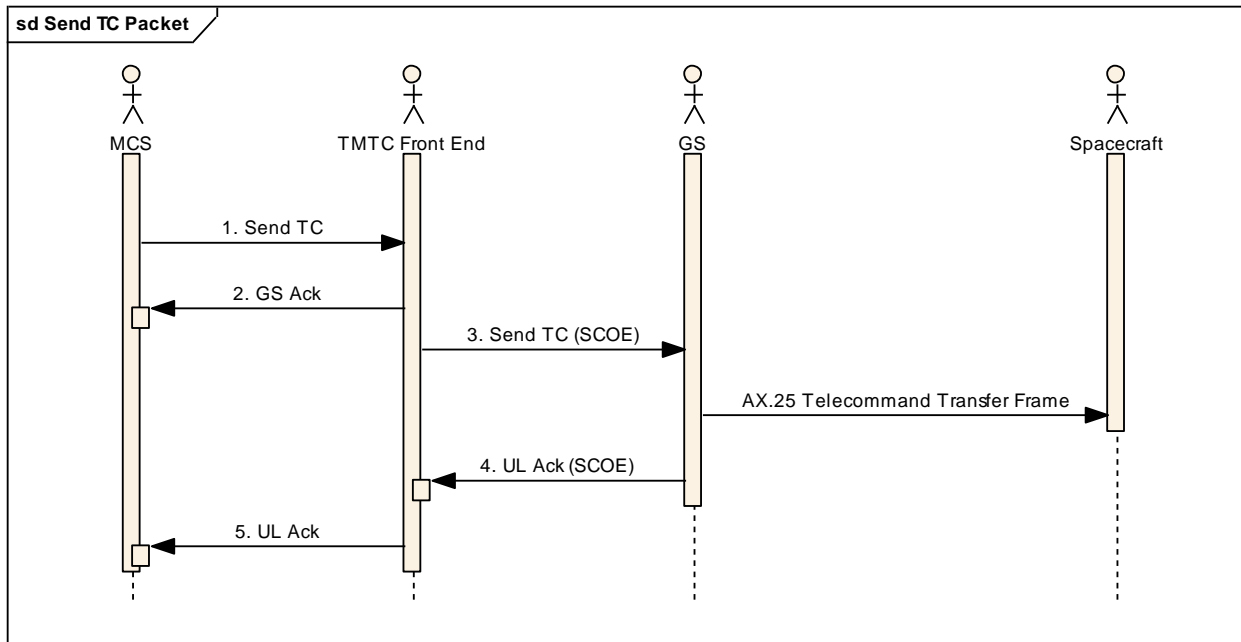 sd Send TC Packet
MCS
TMTC Front End
GS
Spacecraft
1. Send TC
2. GS Ack
3. Send TC (SCOE)
AX.25 Telecommand Transfer Frame
4. UL Ack (SCOE)
5. UL Ack